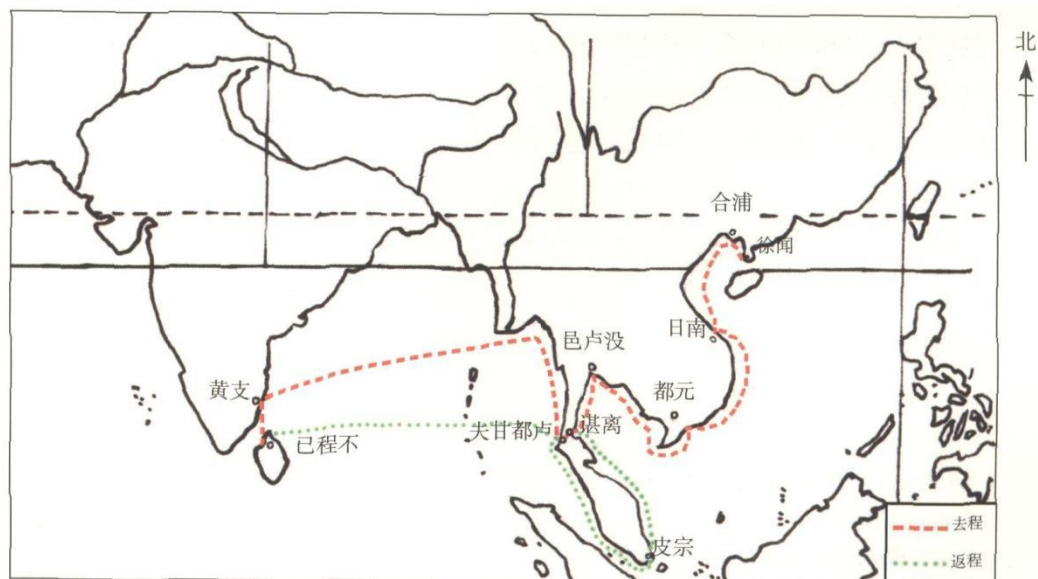 北
合浦
徐闻
日南
邑卢没
黄支
都元
夫甘都卢
谌离
已程不
皮宗
去程
返程